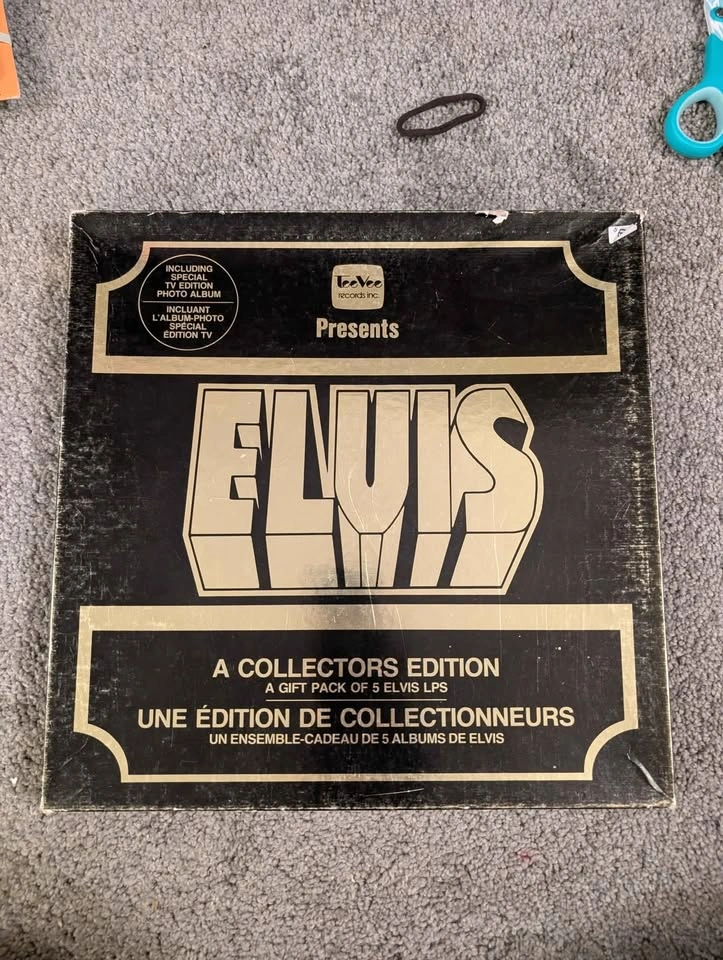 INCLUDING
SPECIAL
TV EDITION
PHOTO ALBUM
INCLUANT
L'ALBUM-PHOTO
SPÉCIAL
ÉDITION TV
TeeVee
records inc.
Presents
ELVIS
A COLLECTORS EDITION
A GIFT PACK OF 5 ELVIS LPS
UNE ÉDITION DE COLLECTIONNEURS
UN ENSEMBLE-CADEAU DE 5 ALBUMS DE ELVIS